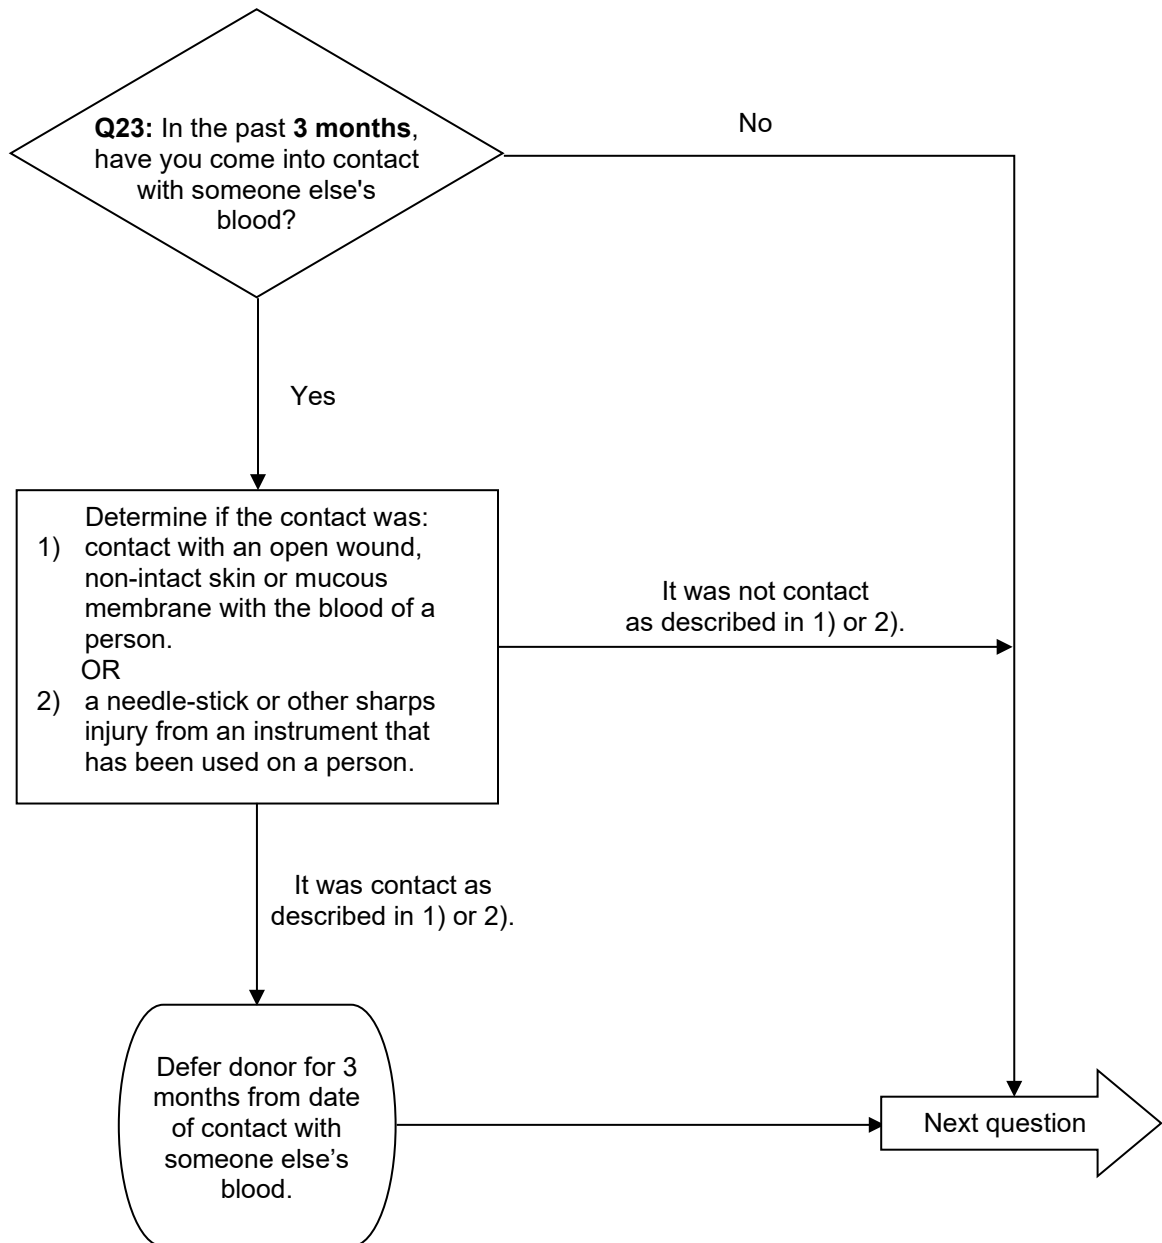 Q23: In the past 3 months,
have you come into contact
with someone else's
blood?
No
Yes
Determine if the contact was:
1) contact with an open wound,
non-intact skin or mucous
membrane with the blood of a
person.
OR
2) a needle-stick or other sharps
injury from an instrument that
has been used on a person.
It was not contact
as described in 1) or 2).
It was contact as
described in 1) or 2).
Defer donor for 3
months from date
of contact with
someone else’s
blood.
Next question